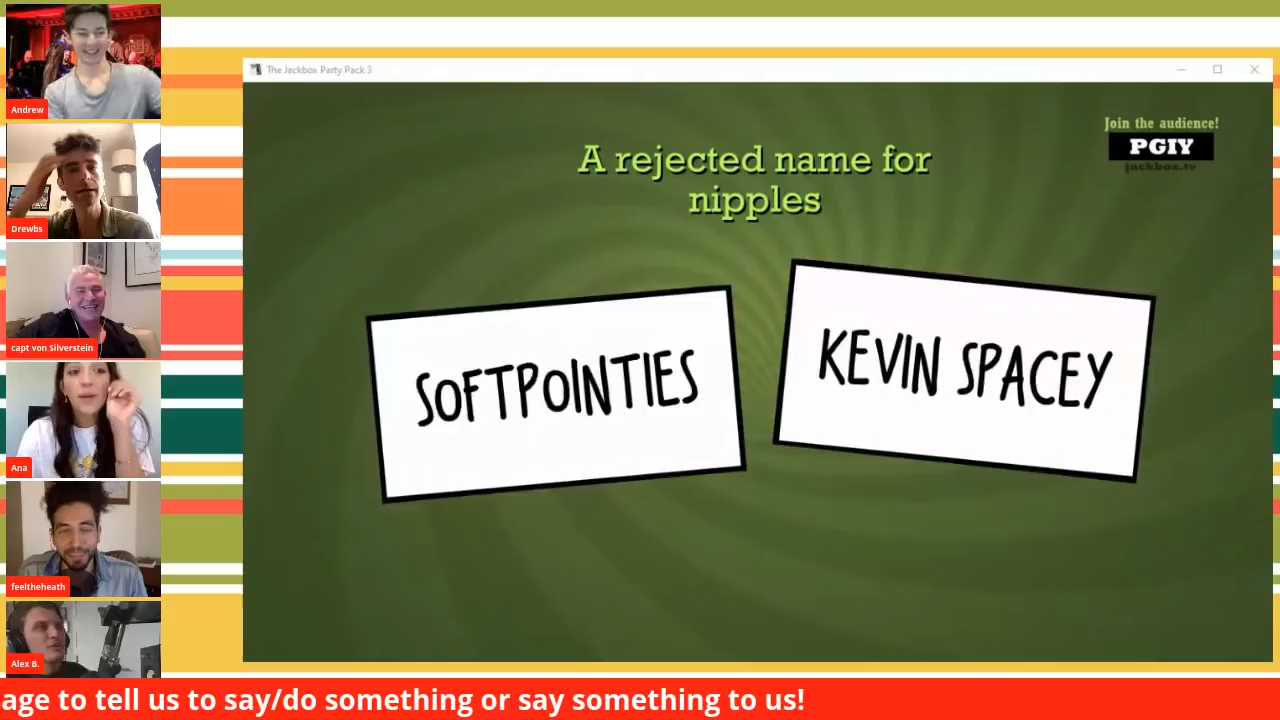 Andrew
Drewbs
capt von Silverstein
Ana
feeltheheath
Alex B.
The Jackbox Party Pack 3
Join the audience!
PGIY
jackbox.tv
A rejected name for
nipples
SOFTPOINTIES
KEVIN SPACEY
age to tell us to say/do something or say something to us!